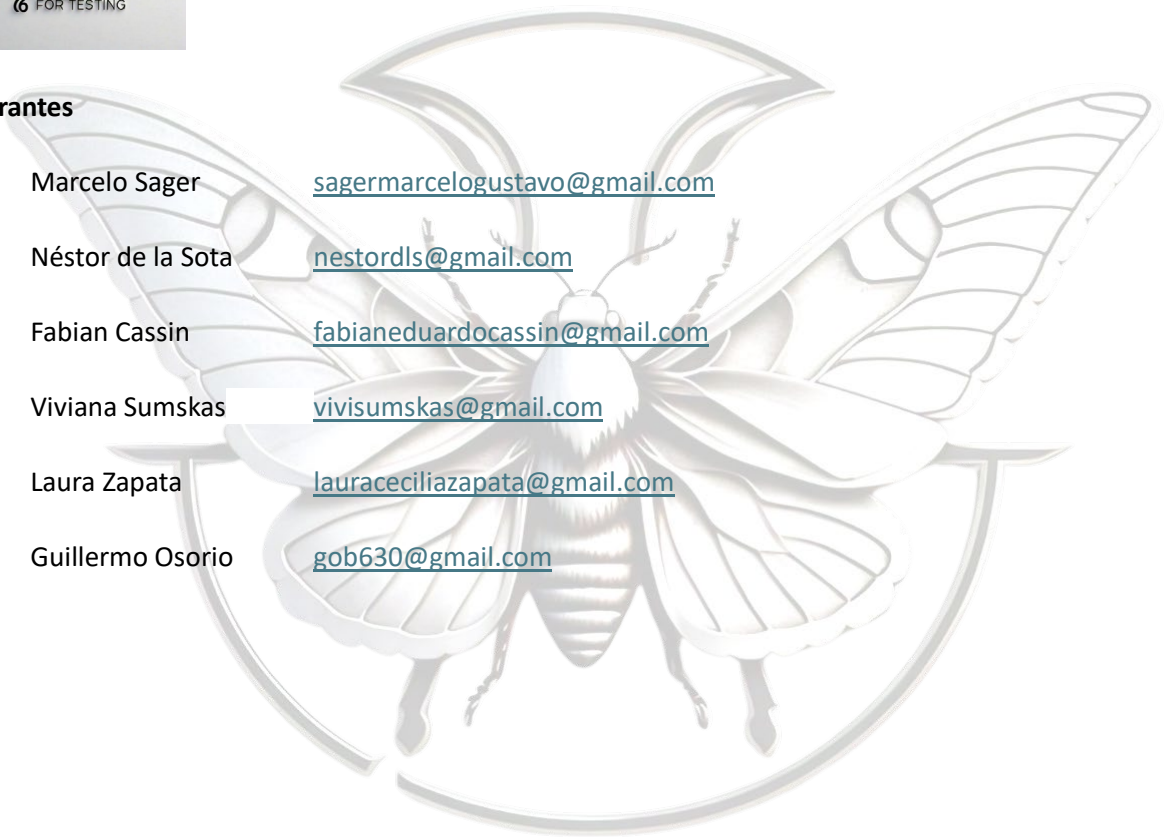 FOR TESTING
rantes
Marcelo Sager sagermarcelogustavo@gmail.com
Néstor de la Sota nestordls@gmail.com
Fabian Cassin fabianeduardocassin@gmail.com
Viviana Sumskas vivisumskas@gmail.com
Laura Zapata lauraceciliazapata@gmail.com
Guillermo Osorio gob630@gmail.com